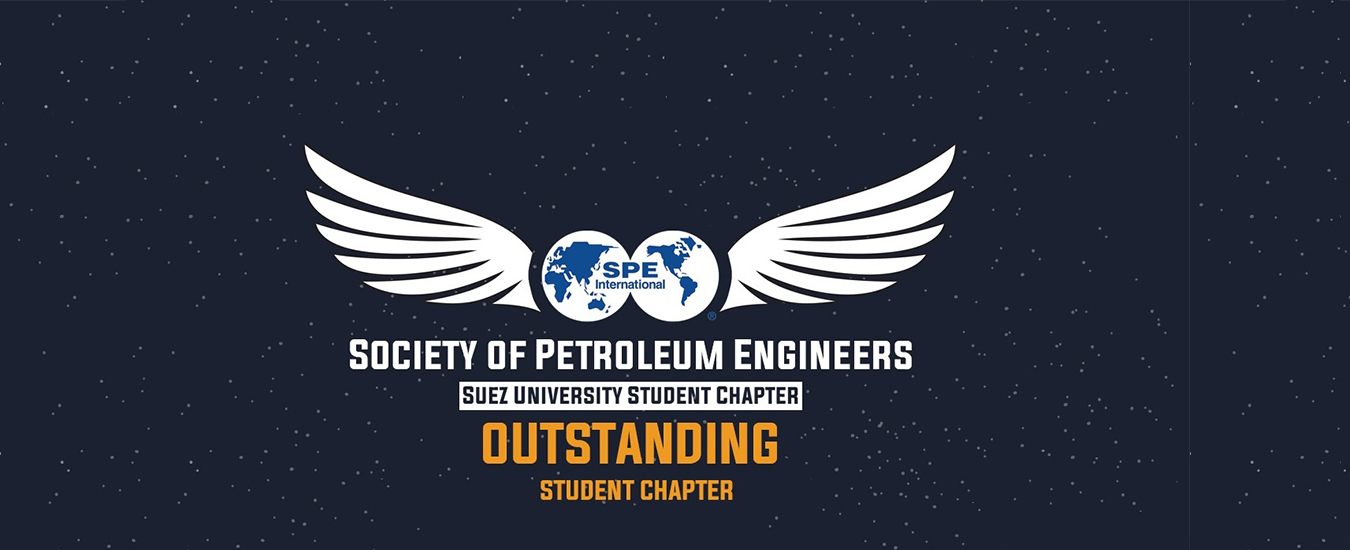 SPE
International
®
SOCIETY OF PETROLEUM ENGINEERS
SUEZ UNIVERSITY STUDENT CHAPTER
OUTSTANDING
STUDENT CHAPTER